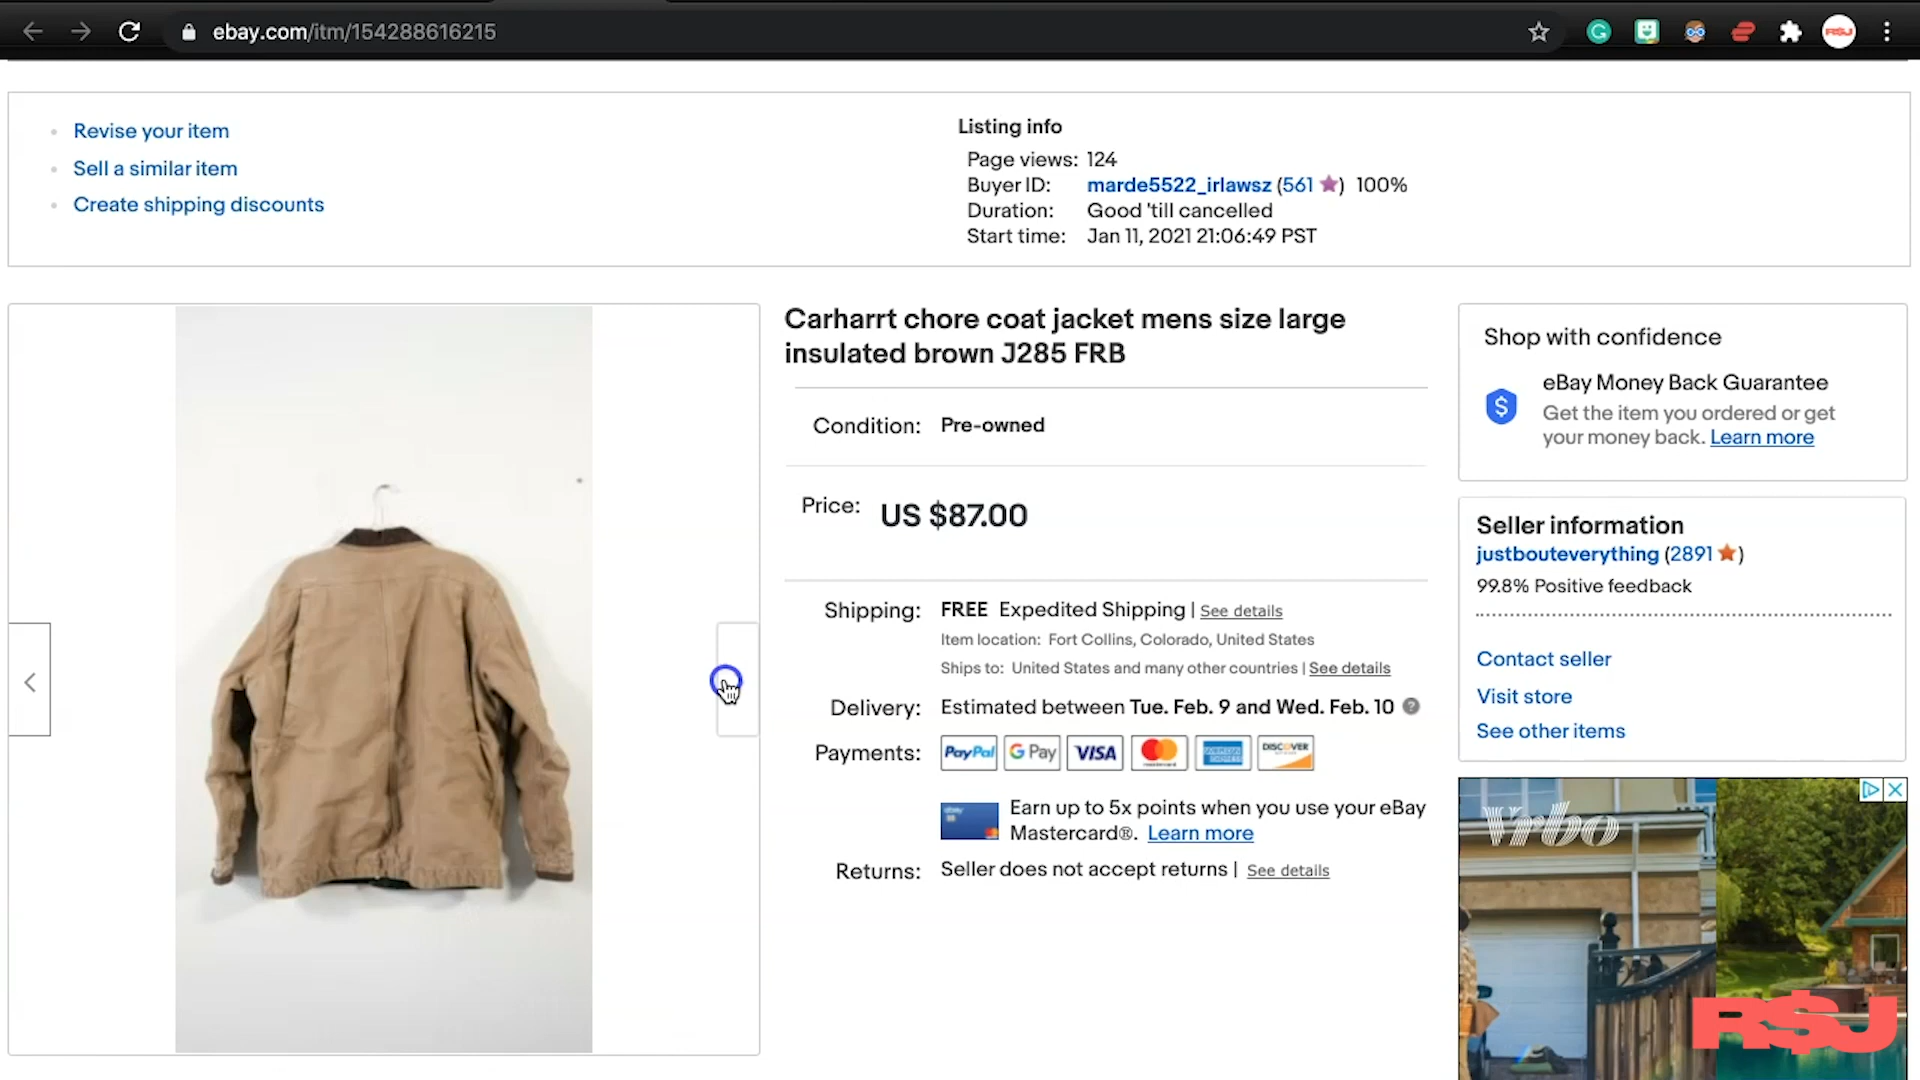 ebay.com/itm/154288616215
Revise your item
Sell a similar item
Create shipping discounts
Listing info
Page views: 124
Buyer ID: marde5522_irlawsz (561 ) 100%
Duration: Good 'till cancelled
Start time: Jan 11, 2021 21:06:49 PST
Carharrt chore coat jacket mens size large
insulated brown J285 FRB
Condition: Pre-owned
Price: US $87.00
Shipping: FREE Expedited Shipping | See details
Item location: Fort Collins, Colorado, United States
Ships to: United States and many other countries | See details
Delivery: Estimated between Tue. Feb. 9 and Wed. Feb. 10 ?
Payments: PayPal G Pay VISA DISCOVER
Earn up to 5x points when you use your eBay
Mastercard®. Learn more
Returns: Seller does not accept returns | See details
Shop with confidence
eBay Money Back Guarantee
Get the item you ordered or get
your money back. Learn more
Seller information
justbouteverything (2891 )
99.8% Positive feedback
Contact seller
Visit store
See other items
Vrbo
R$J